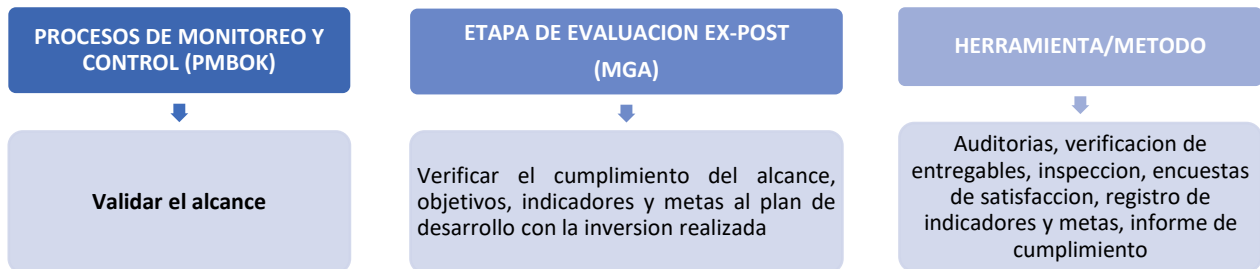 PROCESOS DE MONITOREO Y
CONTROL (PMBOK)
Validar el alcance
ETAPA DE EVALUACION EX-POST
(MGA)
Verificar el cumplimiento del alcance,
objetivos, indicadores y metas al plan de
desarrollo con la inversion realizada
HERRAMIENTA/METODO
Auditorias, verificacion de
entregables, inspeccion, encuestas
de satisfaccion, registro de
indicadores y metas, informe de
cumplimiento